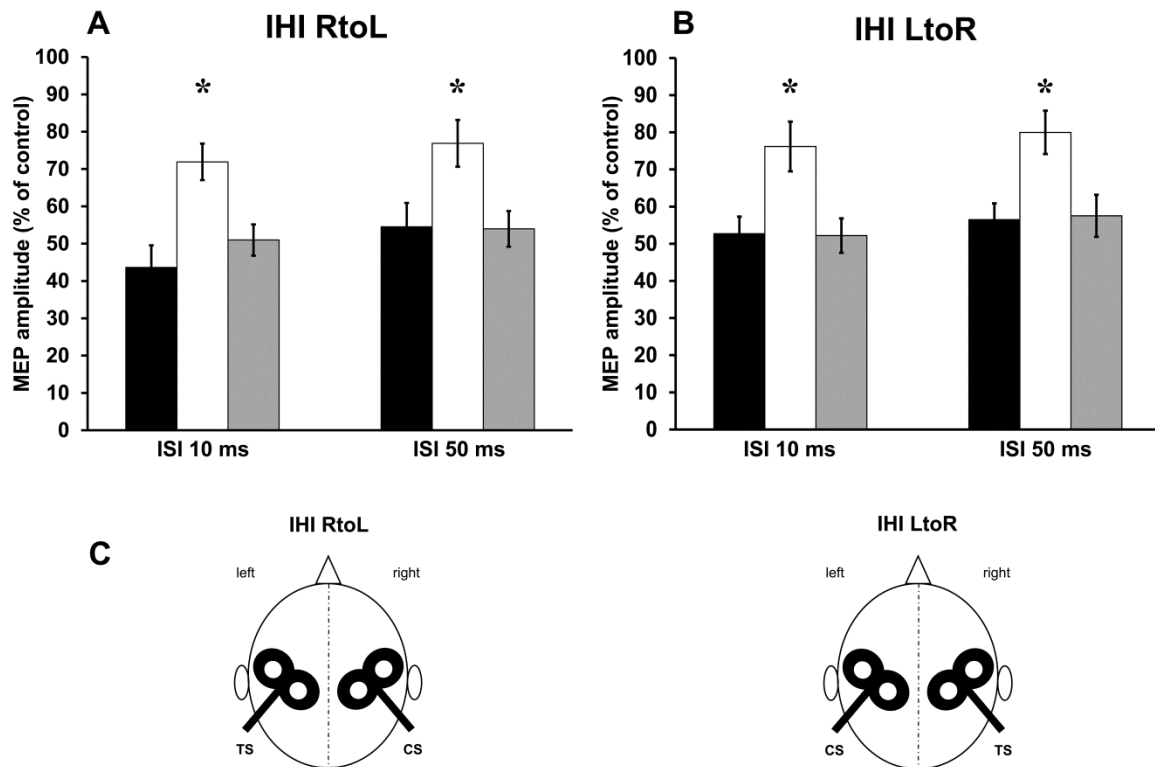 A
IHI RtoL
MEP amplitude (% of control)
100
90
80
70
60
50
40
30
20
10
0
*
*
ISI 10 ms
ISI 50 ms
B
IHI LtoR
MEP amplitude (% of control)
100
90
80
70
60
50
40
30
20
10
0
*
*
ISI 10 ms
ISI 50 ms
C
IHI RtoL
left
right
TS
CS
IHI LtoR
left
right
CS
TS